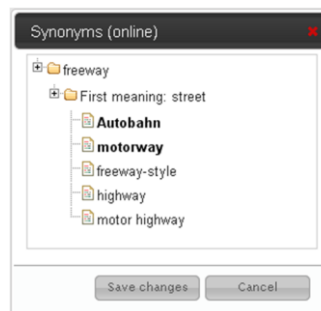 Synonyms (online)
freeway
First meaning: street
Autobahn
motorway
freeway-style
highway
motor highway
Save changes
Cancel